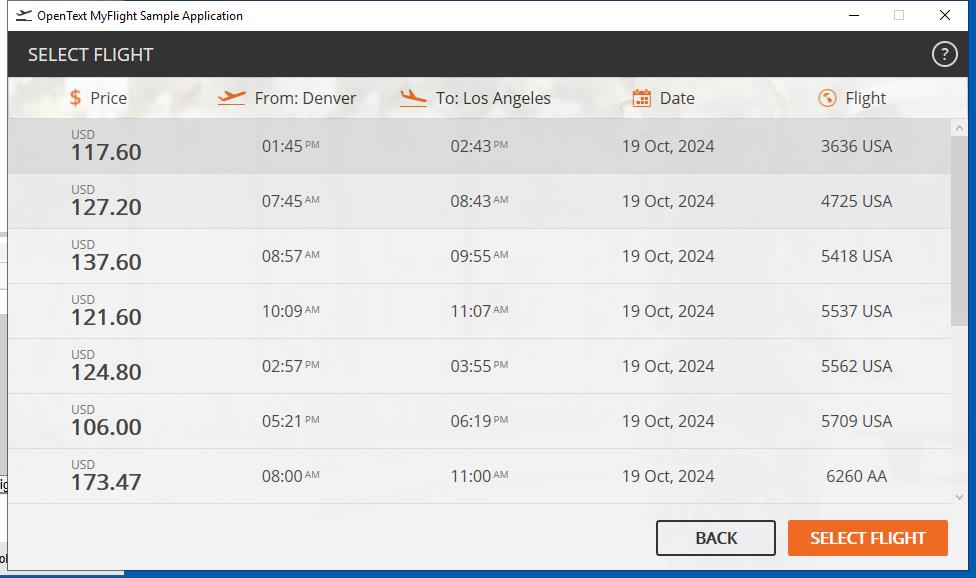 OpenText MyFlight Sample Application
SELECT FLIGHT ?
$ Price From: Denver To: Los Angeles Date Flight
USD
117.60 01:45 PM 02:43 PM 19 Oct, 2024 3636 USA
USD
127.20 07:45 AM 08:43 AM 19 Oct, 2024 4725 USA
USD
137.60 08:57 AM 09:55 AM 19 Oct, 2024 5418 USA
USD
121.60 10:09 AM 11:07 AM 19 Oct, 2024 5537 USA
USD
124.80 02:57 PM 03:55 PM 19 Oct, 2024 5562 USA
USD
106.00 05:21 PM 06:19 PM 19 Oct, 2024 5709 USA
USD
173.47 08:00 AM 11:00 AM 19 Oct, 2024 6260 AA
BACK SELECT FLIGHT